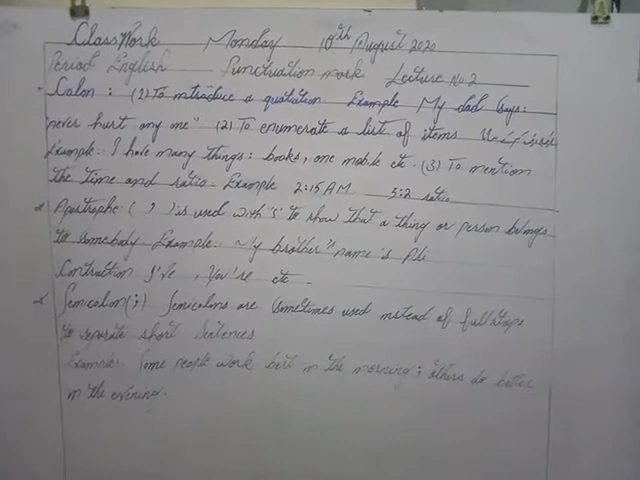 ClassWork Monday 10th August 2020
Period English Punctuation mark Lecture No. 2
Colon : (1) To introduce a quotation. Example My dad says:
"never hurt any me" (2) To enumerate a list of items
Example:. I have many things: books, one mobile etc. (3) To mention
the time and ratio. Example 2:15 AM 3:2 ratio
Apostrophe ( ' ) is used with 's' to show that a thing or person belongs
to somebody Example:. My brother's name's Ali
Contraction I've, You're etc.
Semicolon (;) Semicolons are sometimes used instead of full stops
to separate short sentences
Example: Some people work best in the morning; others do better
in the evening.